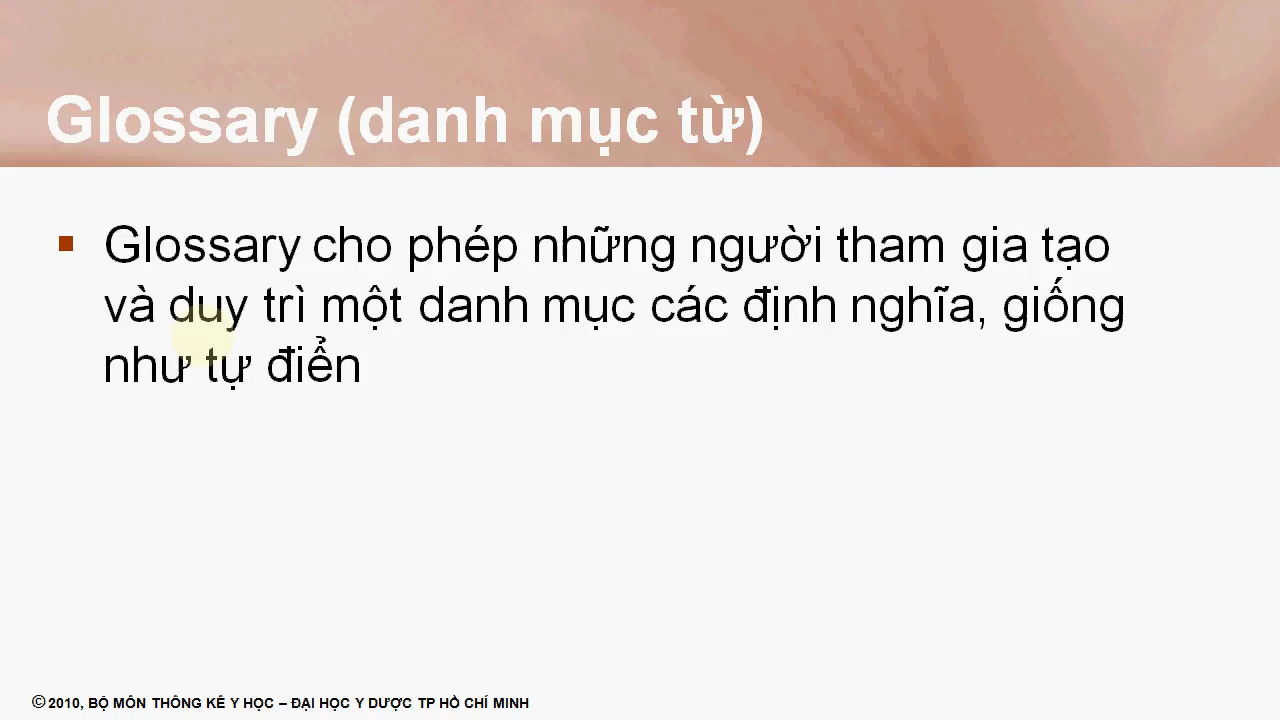 Glossary (danh mục từ)
Glossary cho phép những người tham gia tạo
và duy trì một danh mục các định nghĩa, giống
như tự điển
© 2010, BỘ MÔN THỐNG KÊ Y HỌC – ĐẠI HỌC Y DƯỢC TP HỒ CHÍ MINH